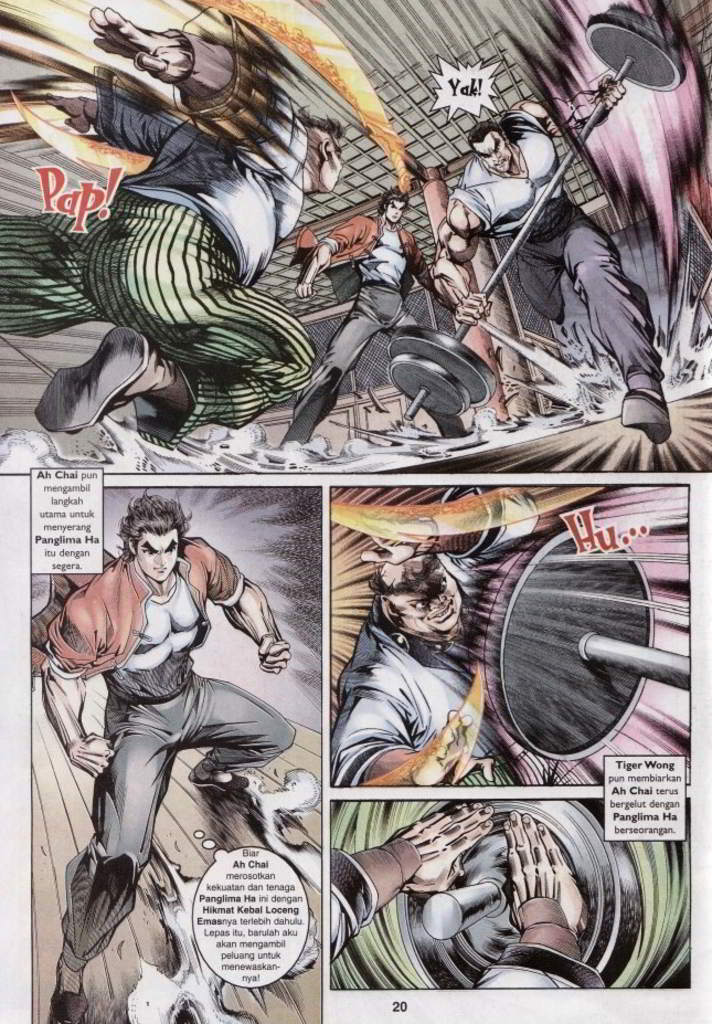 Yak!
Pap!
Ah Chai pun
mengambil
langkah
utama untuk
menyerang
Panglima Ha
itu dengan
segera.
Hu...
Tiger Wong
pun membiarkan
Ah Chai terus
bergelut dengan
Panglima Ha
berseorangan.
Biar
Ah Chai
merosotkan
kekuatan dan tenaga
Panglima Ha ini dengan
Hikmat Kebal Loceng
Emasnya terlebih dahulu.
Lepas itu, barulah aku
akan mengambil
peluang untuk
menewaskan-
nya!
20